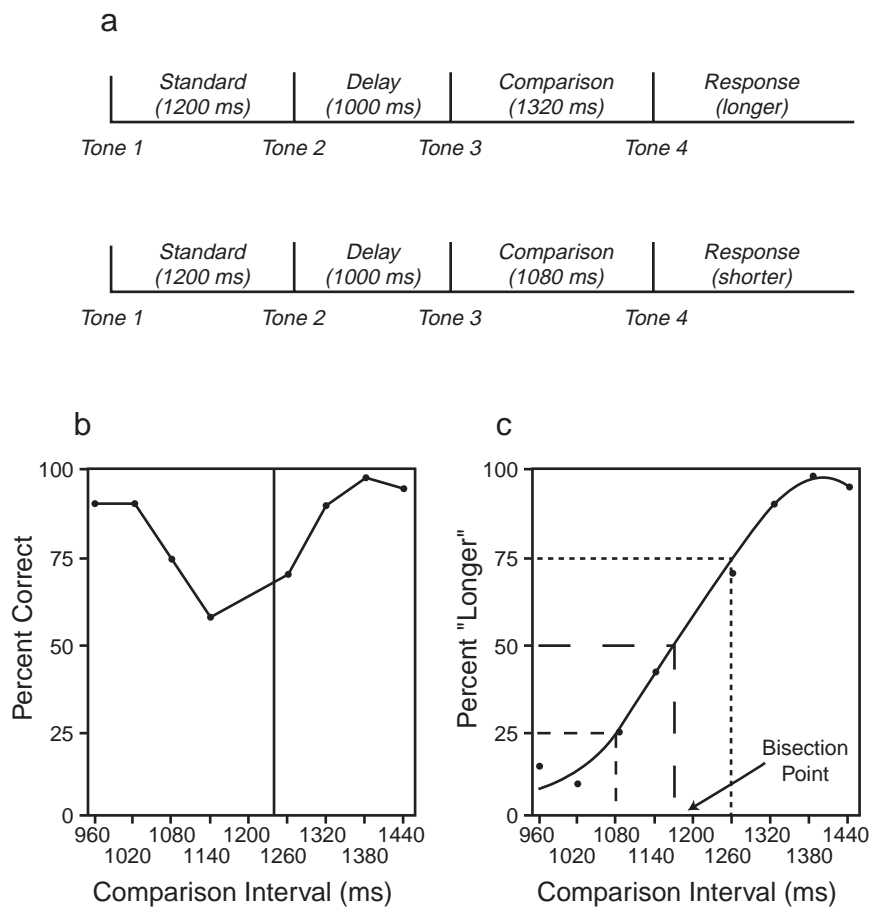 a
Standard Delay Comparison Response
(1200 ms) (1000 ms) (1320 ms) (longer)
Tone 1 Tone 2 Tone 3 Tone 4
Standard Delay Comparison Response
(1200 ms) (1000 ms) (1080 ms) (shorter)
Tone 1 Tone 2 Tone 3 Tone 4
b
100
75
50
25
0
Percent Correct
960 1080 1200 1320 1440
1020 1140 1260 1380
Comparison Interval (ms)
c
100
75
50
25
0
Percent "Longer"
Bisection
Point
960 1080 1200 1320 1440
1020 1140 1260 1380
Comparison Interval (ms)